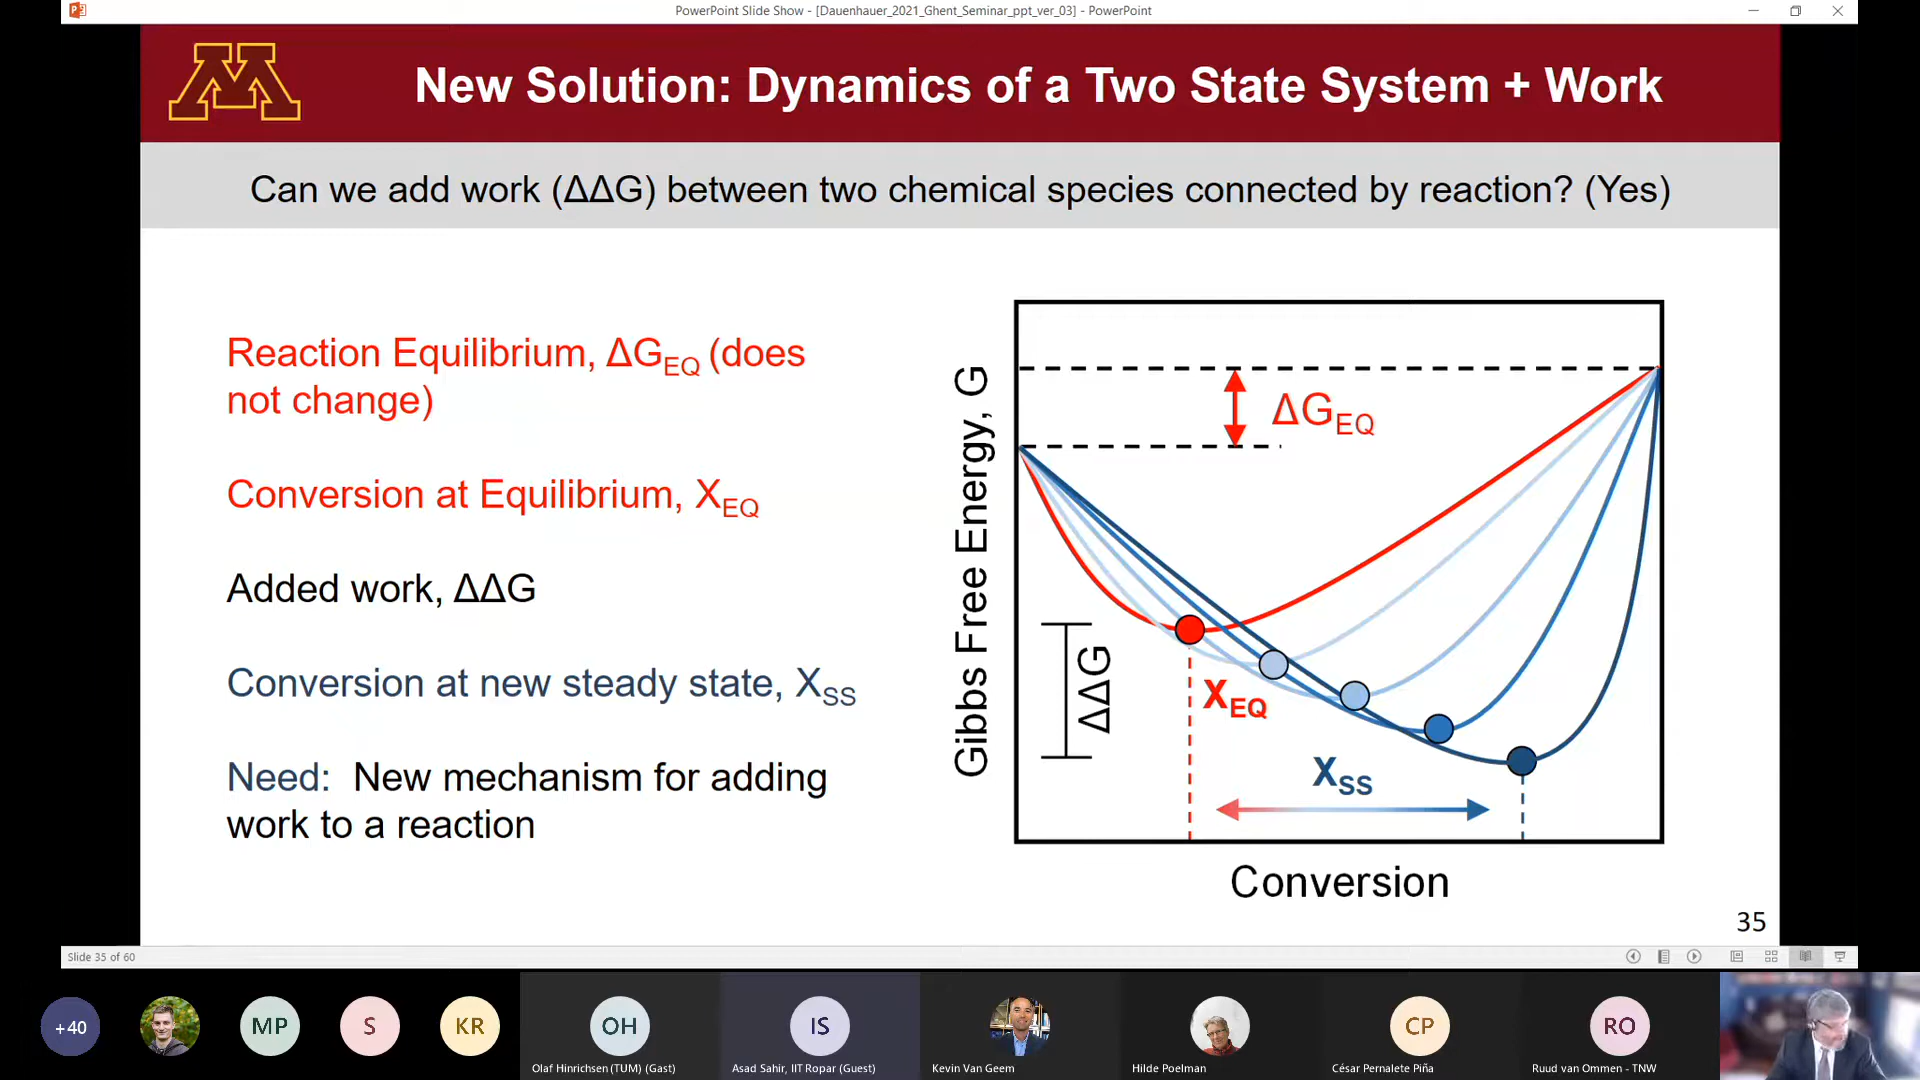 PowerPoint Slide Show - [Dauenhauer_2021_Ghent_Seminar_ppt_ver_03] - PowerPoint
M
New Solution: Dynamics of a Two State System + Work
Can we add work (ΔΔG) between two chemical species connected by reaction? (Yes)
Reaction Equilibrium, ΔG_EQ (does
not change)
Conversion at Equilibrium, X_EQ
Added work, ΔΔG
Conversion at new steady state, X_SS
Need: New mechanism for adding
work to a reaction
Gibbs Free Energy, G
ΔG_EQ
ΔΔG
X_EQ
X_SS
Conversion
35
Slide 35 of 60
+40
MP
S
KR
OH
IS
CP
RO
Olaf Hinrichsen (TUM) (Gast)
Asad Sahir, IIT Ropar (Guest)
Kevin Van Geem
Hilde Poelman
César Pernalete Piña
Ruud van Ommen - TNW